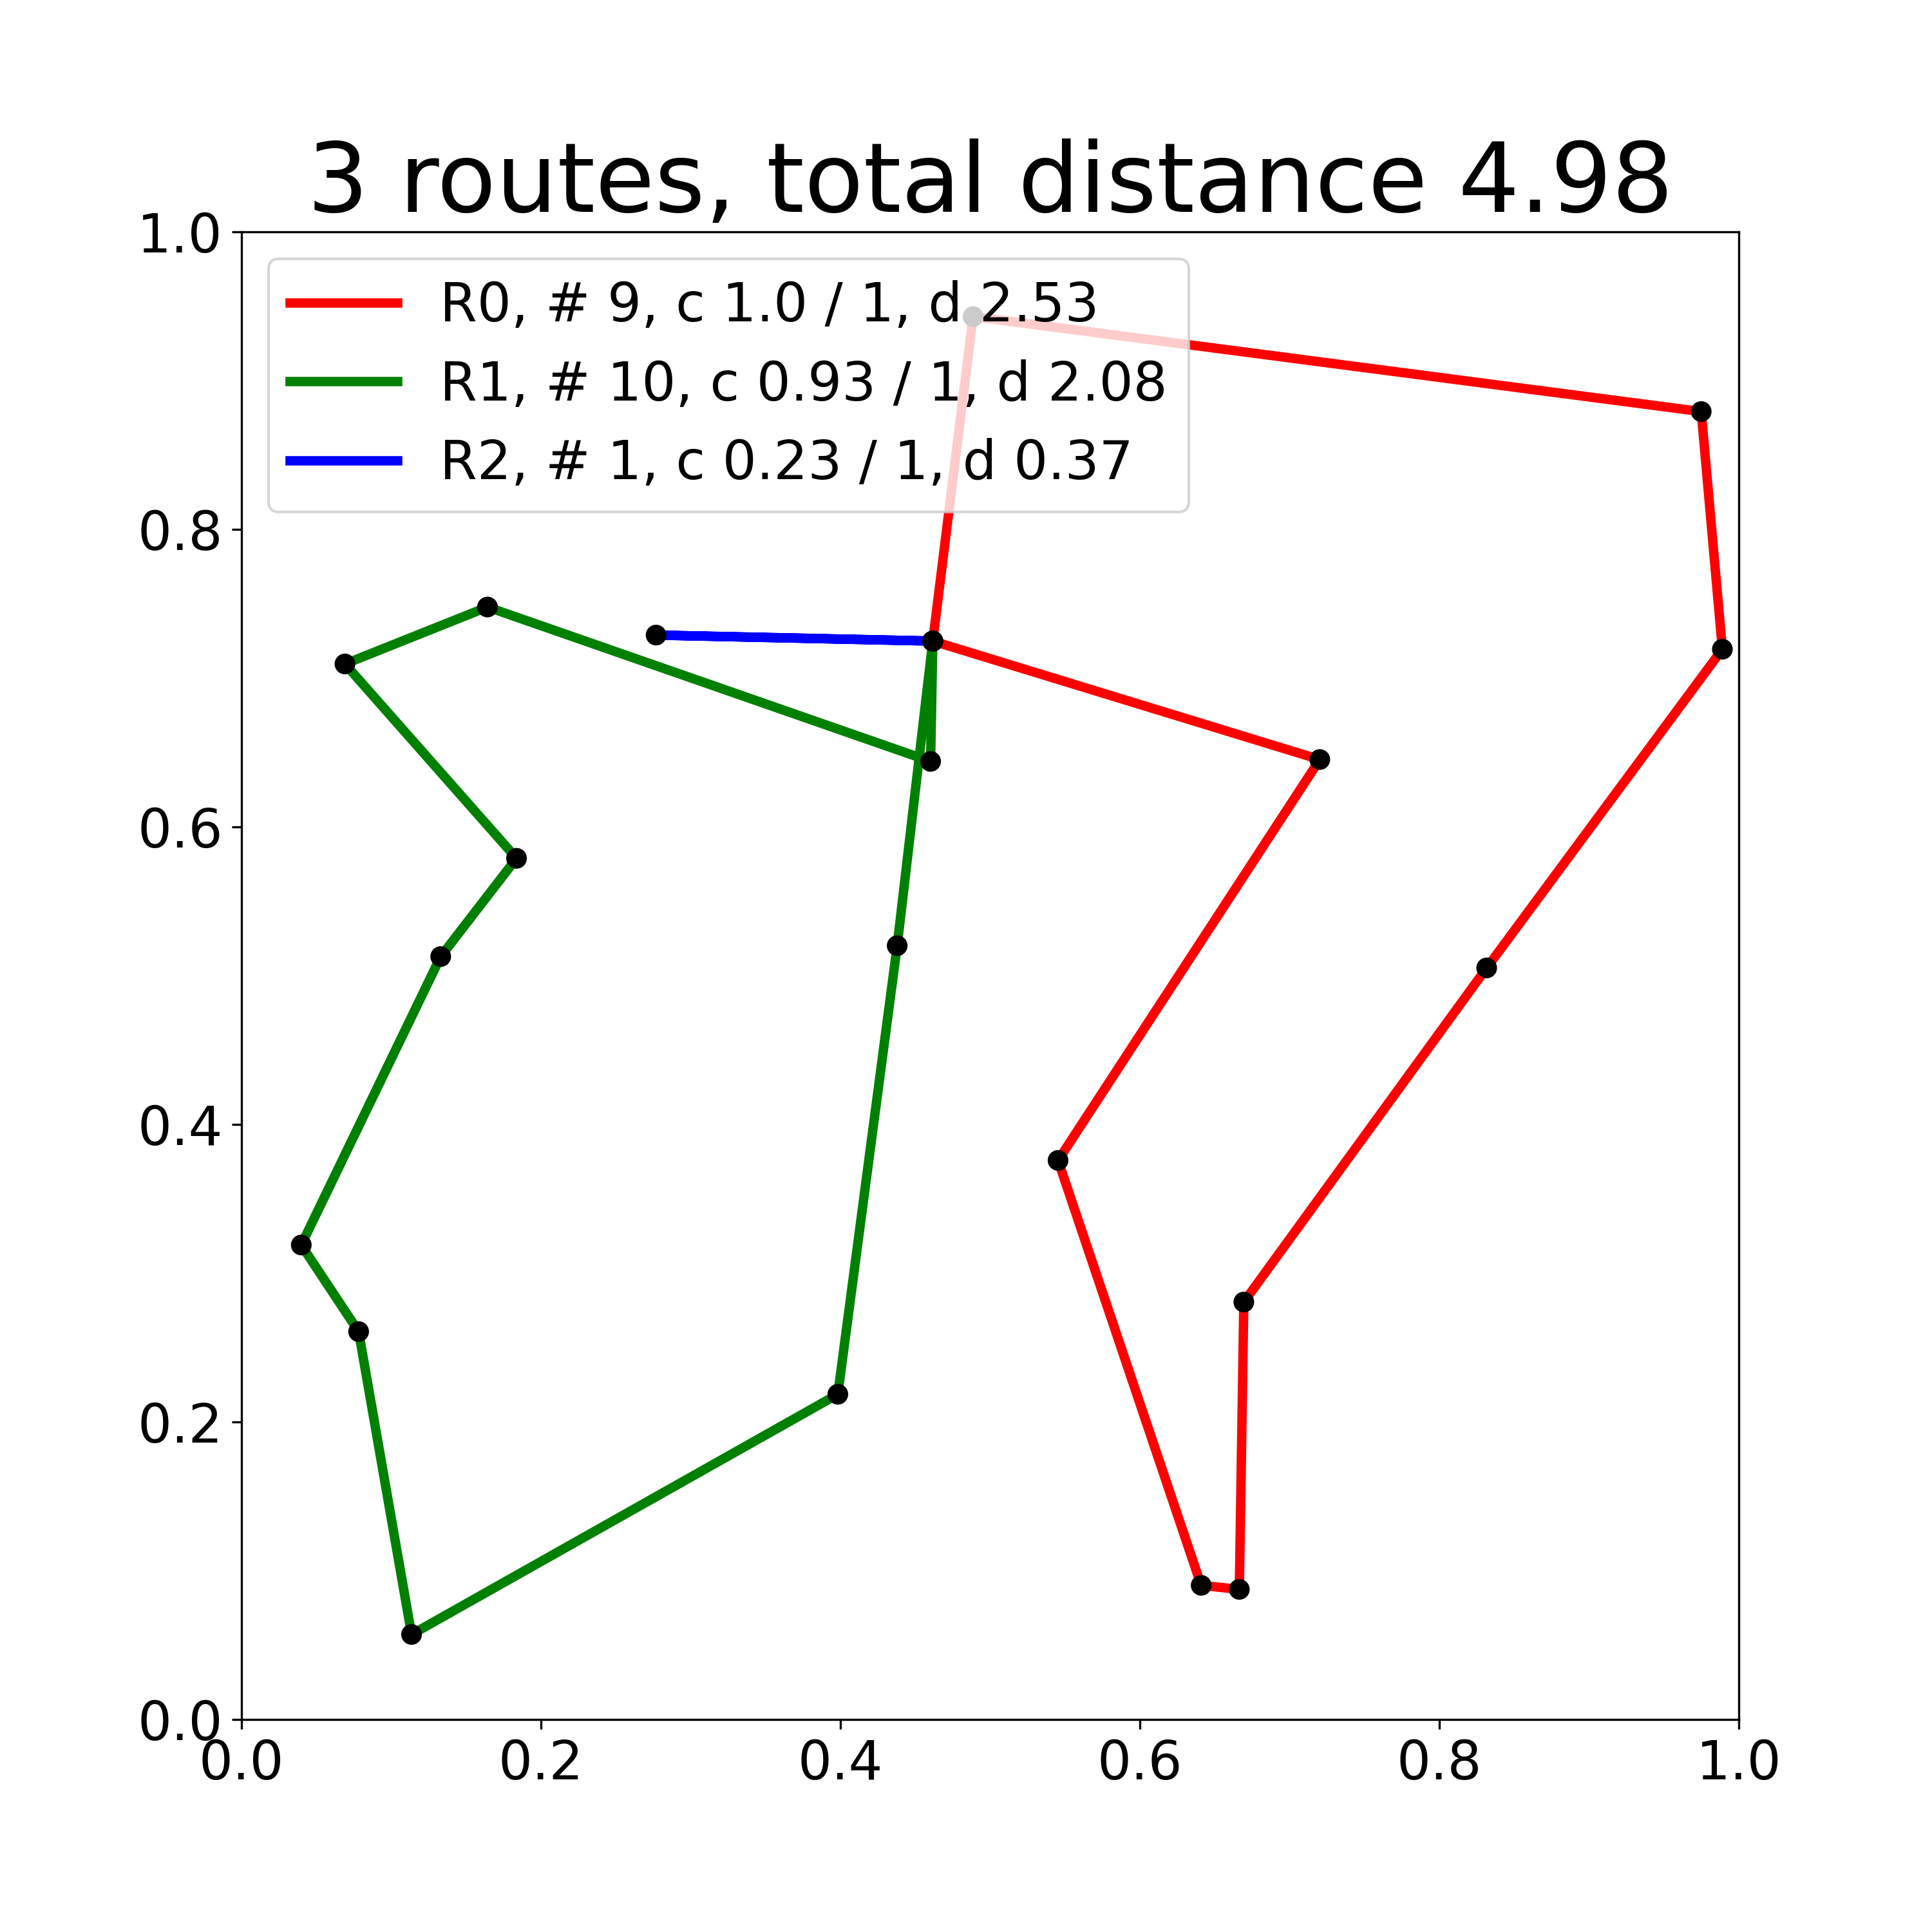 3 routes, total distance 4.98
1.0
R0, # 9, c 1.0 / 1, d 2.53
R1, # 10, c 0.93 / 1, d 2.08
R2, # 1, c 0.23 / 1, d 0.37
0.8
0.6
0.4
0.2
0.0
0.0 0.2 0.4 0.6 0.8 1.0